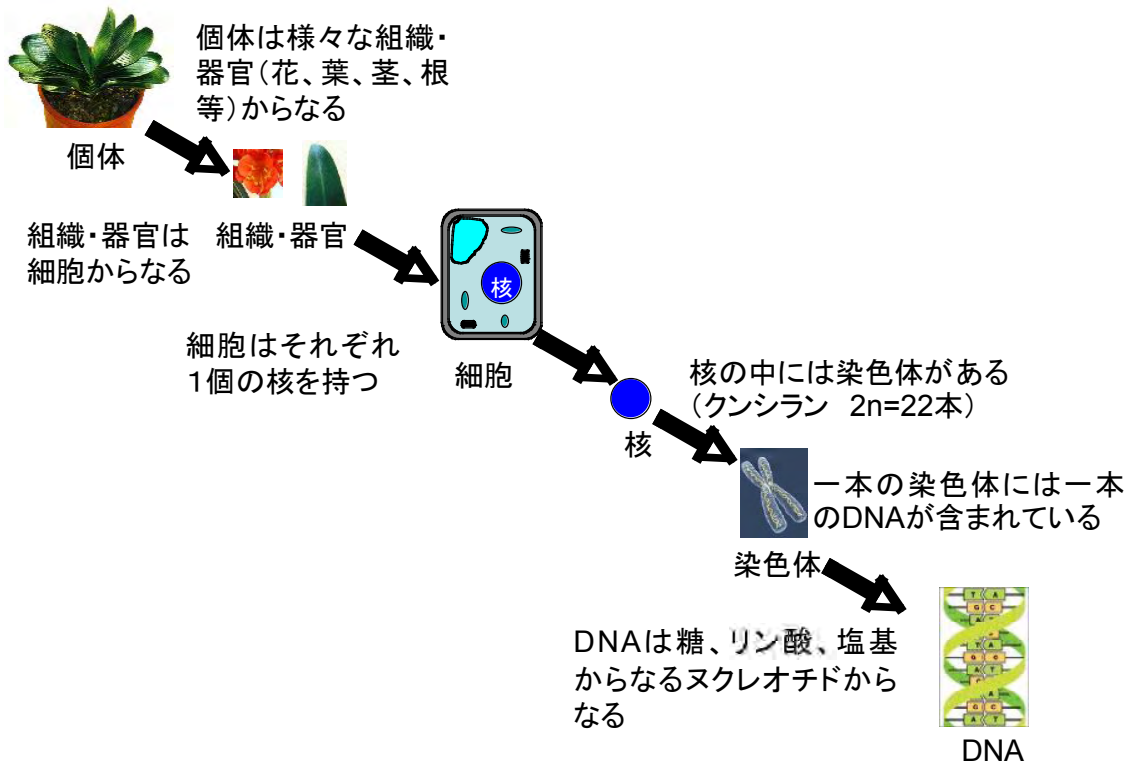 個体は様々な組織・
器官（花、葉、茎、根
等）からなる
個体
組織・器官は
細胞からなる
組織・器官
核
細胞はそれぞれ
１個の核を持つ
細胞
核の中には染色体がある
（クンシラン　2n=22本）
核
一本の染色体には一本
のDNAが含まれている
染色体
DNAは糖、リン酸、塩基
からなるヌクレオチドから
なる
T A
G C
T A
G C
A T
G C
A T
DNA